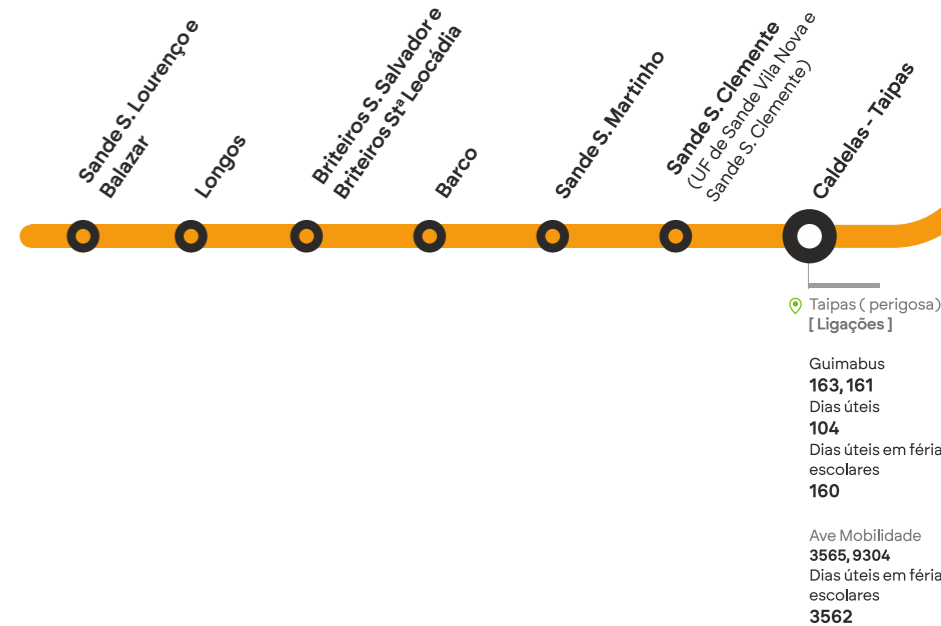 Sande S. Lourenço e
Balazar
Longos
Briteiros S. Salvador e
Briteiros Stª Leocádia
Barco
Sande S. Martinho
Sande S. Clemente
(UF de Sande Vila Nova e
Sande S. Clemente)
Caldelas - Taipas
Taipas ( perigosa)
[ Ligações ]
Guimabus
163, 161
Dias úteis
104
Dias úteis em féria
escolares
160
Ave Mobilidade
3565, 9304
Dias úteis em féria
escolares
3562